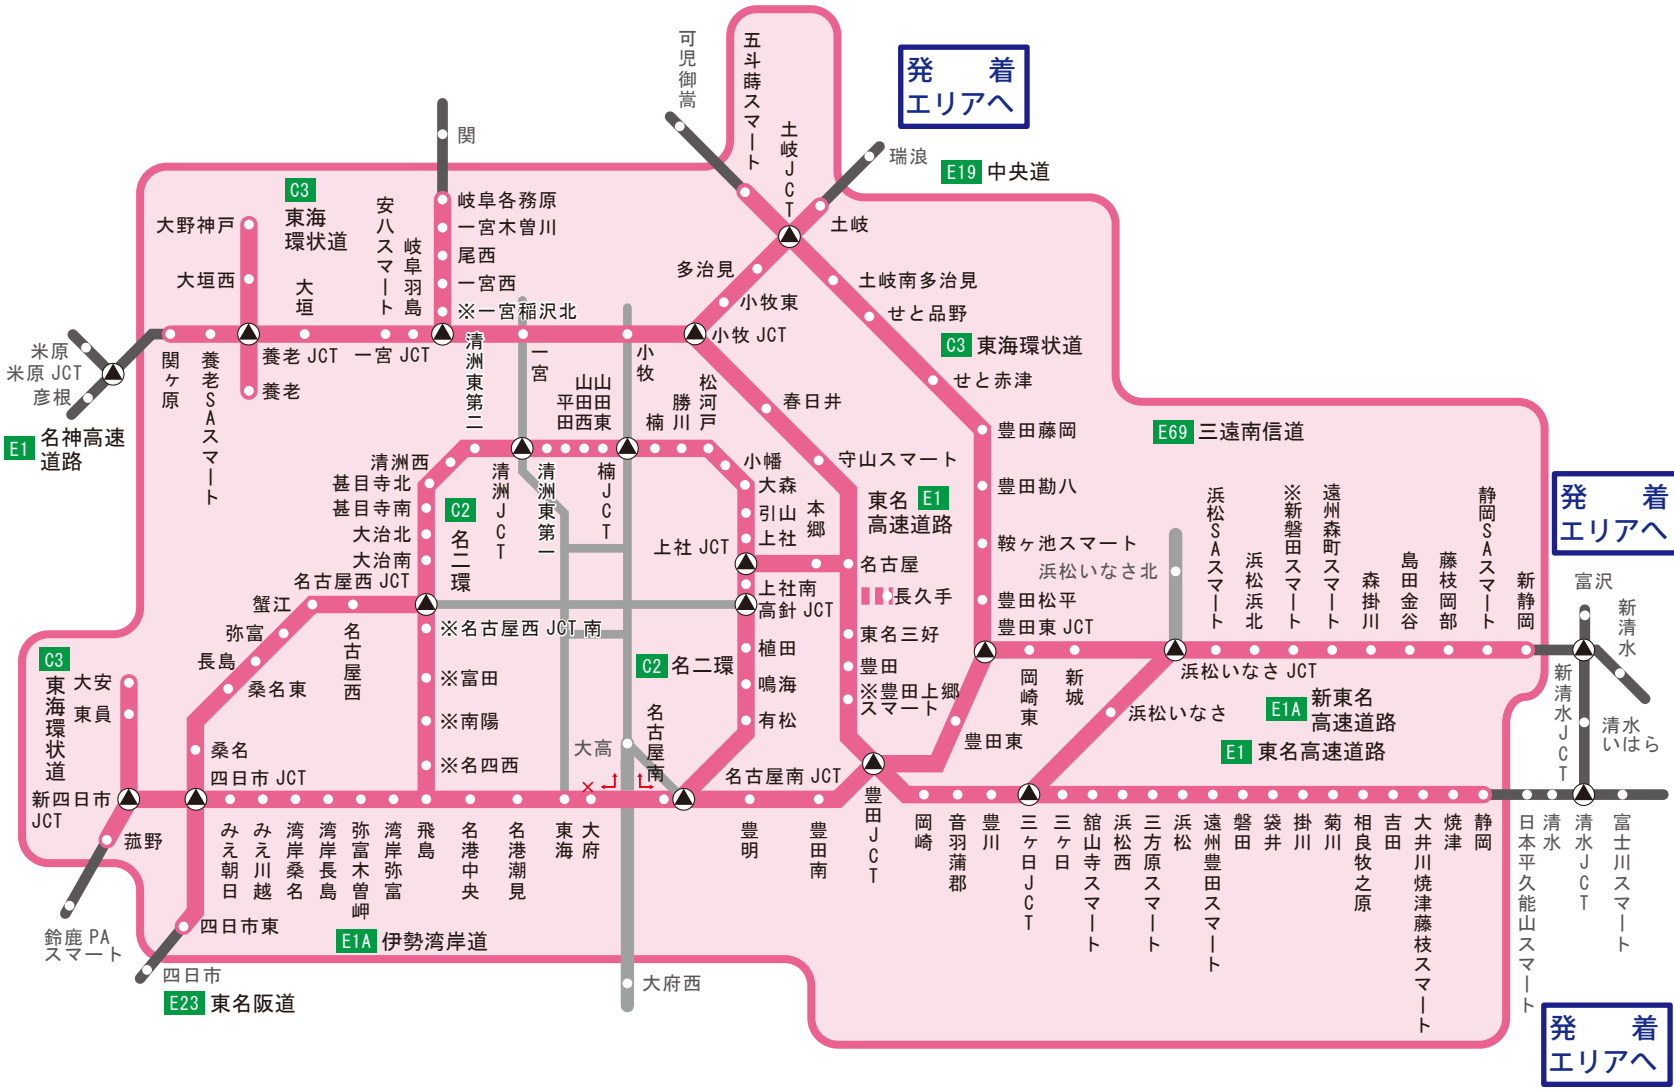 可児御嵩
五斗蒔スマート
土岐JCT
発　着
エリアへ
瑞浪
E19 中央道
関
C3
東海
環状道
大野神戸
大垣西
大垣
安八スマート
岐阜羽島
岐阜各務原
一宮木曽川
尾西
一宮西
※一宮稲沢北
多治見
小牧東
小牧 JCT
土岐
土岐南多治見
せと品野
C3 東海環状道
せと赤津
米原
米原 JCT
彦根
E1 名神高速
道路
関ヶ原
養老SAスマート
養老 JCT
養老
一宮 JCT
清洲東第二
一宮
小牧
平田
山田西
山田東
楠
勝川
松河戸
春日井
守山スマート
豊田藤岡
E69 三遠南信道
清洲西
甚目寺北
甚目寺南
大治北
大治南
名古屋西 JCT
C2
名二環
清洲JCT
清洲東第一
楠JCT
小幡
大森
引山
上社
本郷
上社 JCT
上社南
高針 JCT
東名 E1
高速道路
名古屋
長久手
東名三好
豊田
※豊田上郷
スマート
豊田勘八
鞍ヶ池スマート
浜松いなさ北
豊田松平
豊田東 JCT
浜松SAスマート
浜松浜北
※新磐田スマート
遠州森町スマート
森掛川
島田金谷
藤枝岡部
静岡SAスマート
新静岡
発　着
エリアへ
富沢
新清水
新清水JCT
清水
いはら
蟹江
弥富
長島
桑名東
名古屋西
※名古屋西 JCT 南
※富田
※南陽
※名四西
C2 名二環
植田
鳴海
有松
大高
名古屋南
名古屋南 JCT
豊田東
岡崎東
新城
浜松いなさ JCT
浜松いなさ
E1A 新東名
高速道路
E1 東名高速道路
C3
東海環状道
大安
東員
桑名
四日市 JCT
新四日市
JCT
菰野
鈴鹿 PA
スマート
四日市東
四日市
E23 東名阪道
みえ朝日
みえ川越
湾岸桑名
湾岸長島
弥富木曽岬
湾岸弥富
飛島
名港中央
名港潮見
東海
大府
E1A 伊勢湾岸道
大府西
豊明
豊田南
豊田JCT
岡崎
音羽蒲郡
豊川
三ヶ日JCT
三ヶ日
舘山寺スマート
浜松西
三方原スマート
浜松
遠州豊田スマート
磐田
袋井
掛川
菊川
相良牧之原
吉田
大井川焼津藤枝スマート
焼津
静岡
日本平久能山スマート
清水
清水JCT
富士川スマート
発　着
エリアへ